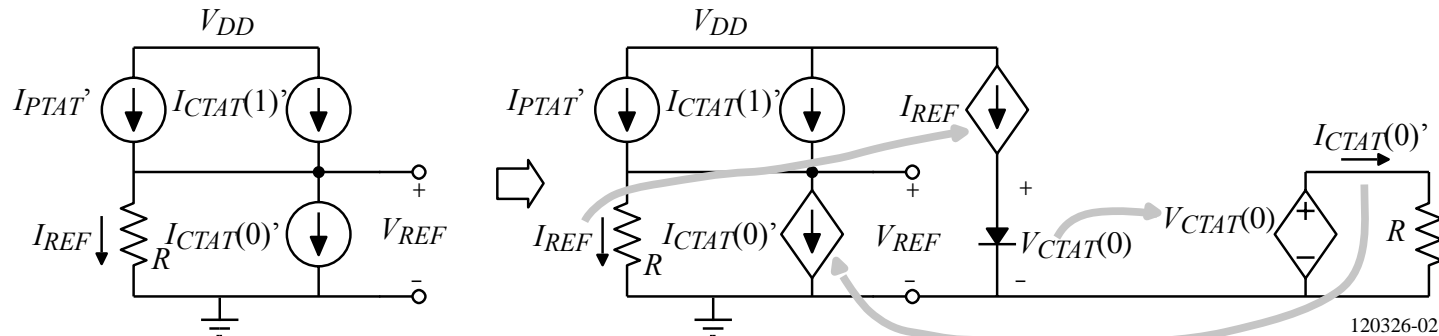 V_DD
I_PTAT' I_CTAT(1)'
+
I_REF R I_CTAT(0)' V_REF
–
V_DD
I_PTAT' I_CTAT(1)' I_REF
+
I_REF R I_CTAT(0)' V_REF
–
+
V_CTAT(0)
–
I_CTAT(0)'
V_CTAT(0) + – R
120326-02